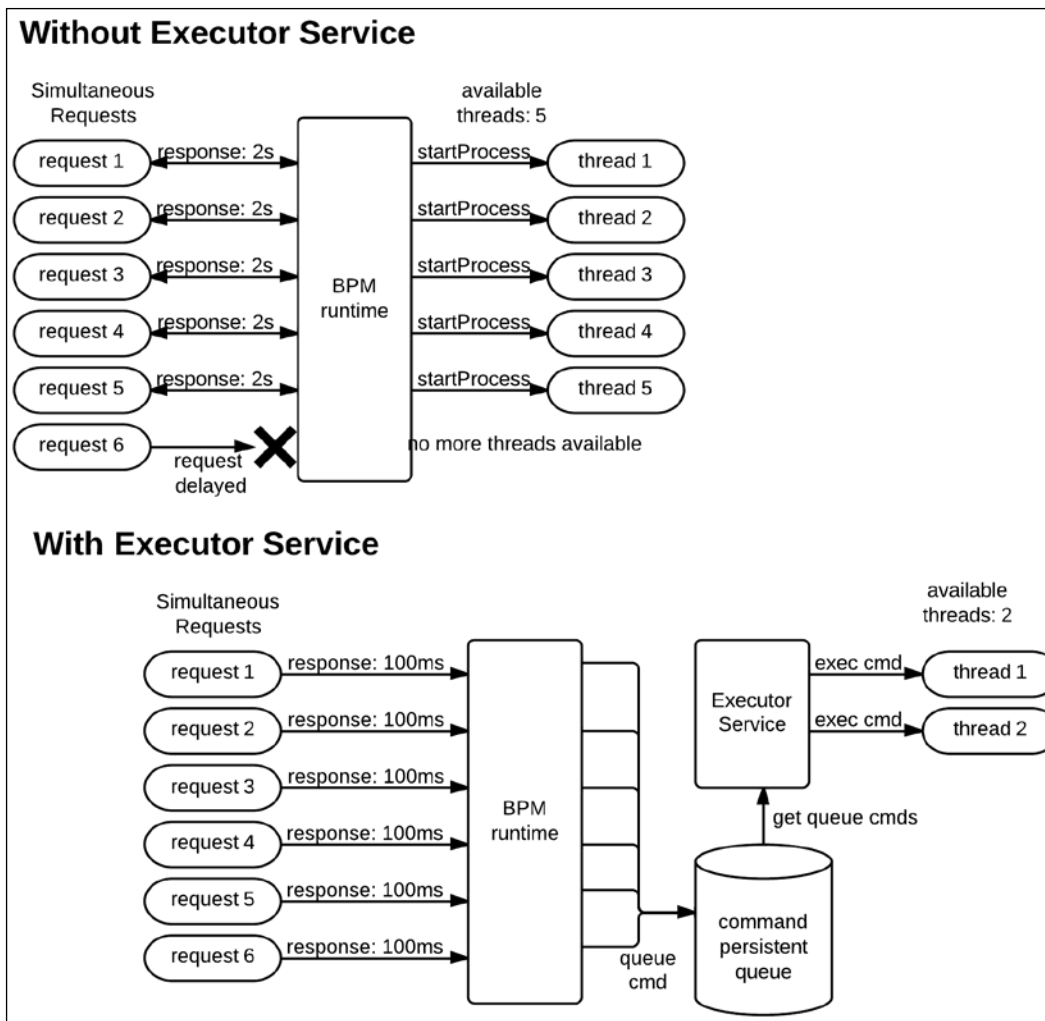 Without Executor Service
Simultaneous
Requests
available
threads: 5
request 1
response: 2s
startProcess
thread 1
request 2
response: 2s
startProcess
thread 2
request 3
response: 2s
startProcess
thread 3
BPM
runtime
request 4
response: 2s
startProcess
thread 4
request 5
response: 2s
startProcess
thread 5
request 6
request
delayed
no more threads available
With Executor Service
Simultaneous
Requests
available
threads: 2
request 1
response: 100ms
exec cmd
thread 1
Executor
Service
request 2
response: 100ms
exec cmd
thread 2
request 3
response: 100ms
BPM
runtime
get queue cmds
request 4
response: 100ms
request 5
response: 100ms
command
persistent
queue
request 6
response: 100ms
queue
cmd